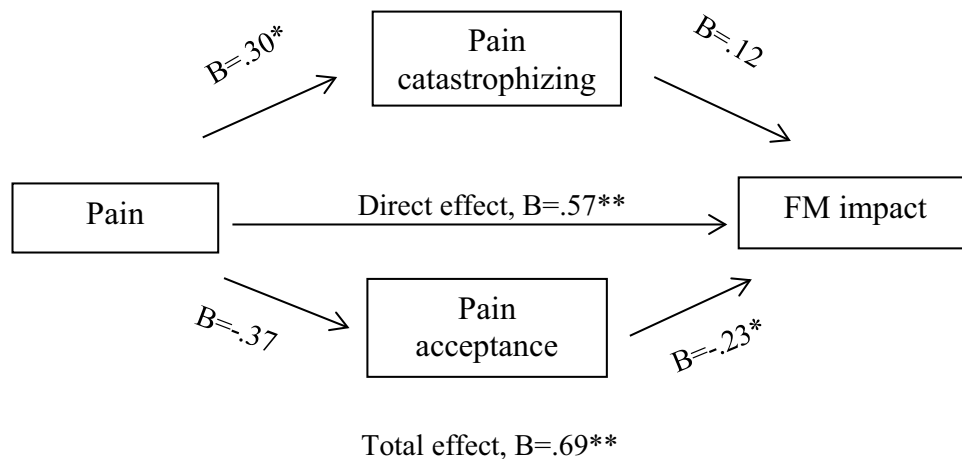 B=.30*
Pain
catastrophizing
B=.12
Pain
Direct effect, B=.57**
FM impact
B=-.37
Pain
acceptance
B=-.23*
Total effect, B=.69**